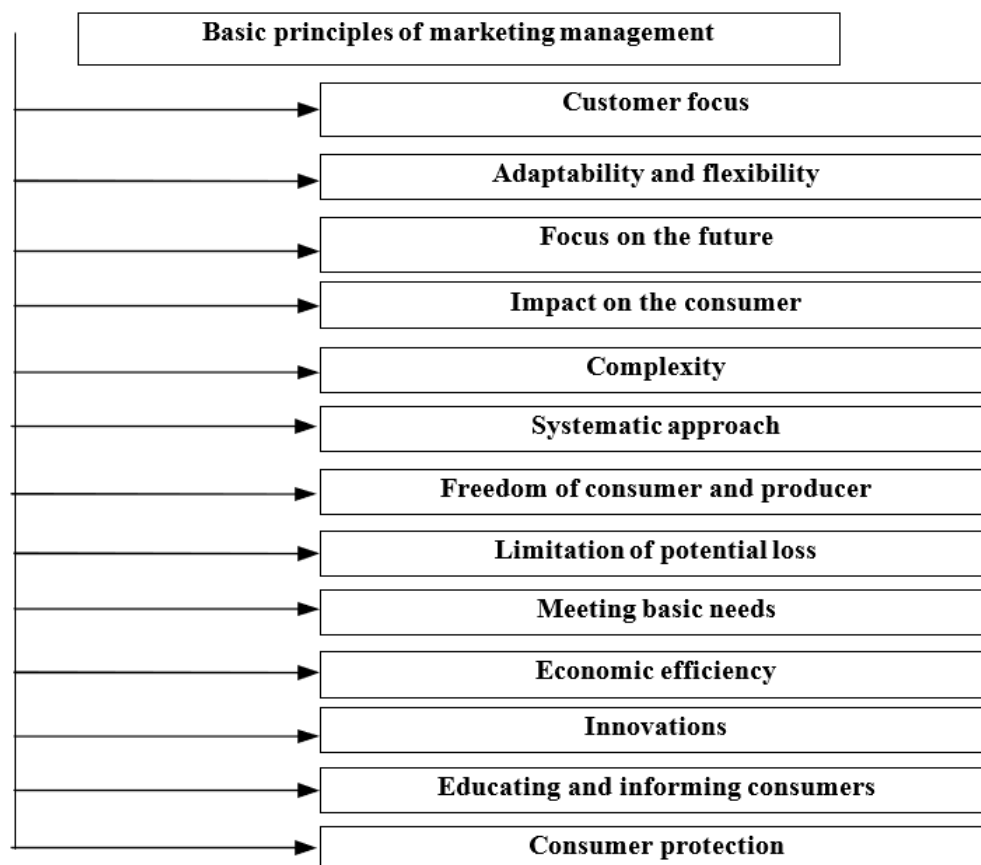 Basic principles of marketing management
Customer focus
Adaptability and flexibility
Focus on the future
Impact on the consumer
Complexity
Systematic approach
Freedom of consumer and producer
Limitation of potential loss
Meeting basic needs
Economic efficiency
Innovations
Educating and informing consumers
Consumer protection